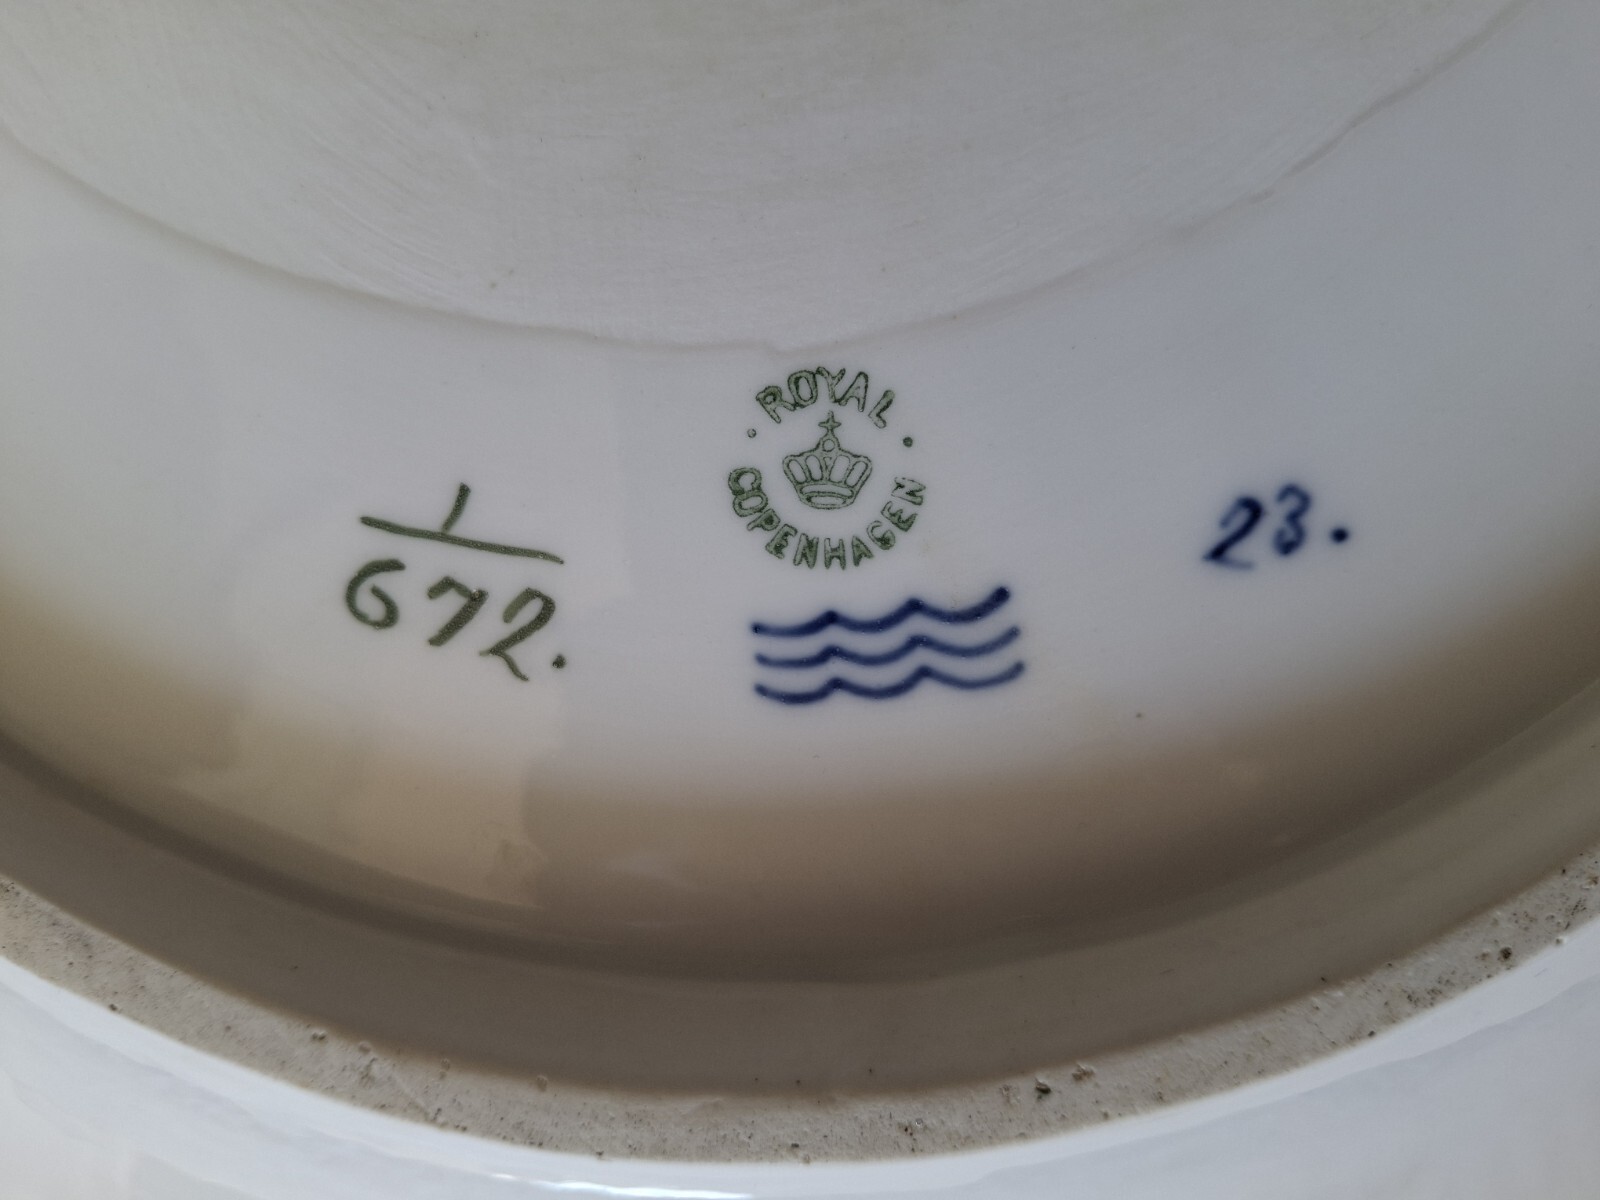 ROYAL
COPENHAGEN
1
672.
23.